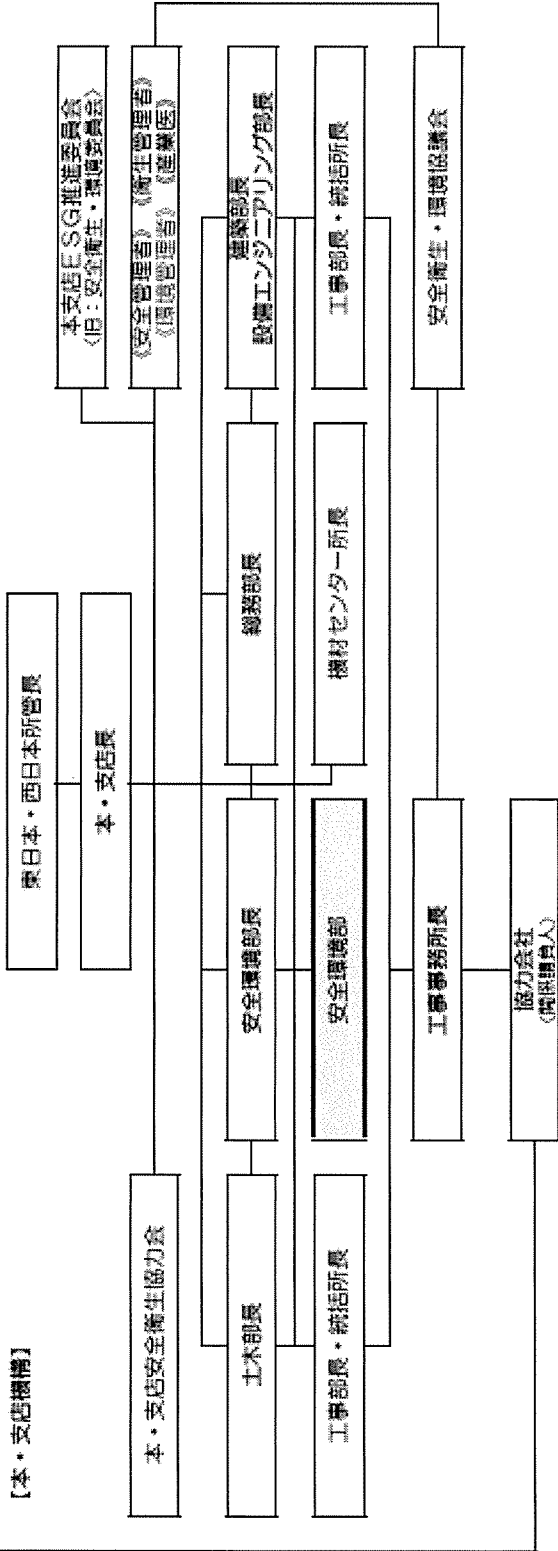 【本・支店機構】
東日本・西日本所管長
本・支店長
本支店ESG推進委員会
(旧：安全衛生・環境委員会)
本・支店安全衛生協力会
《安全管理者》《衛生管理者》
《環境管理者》《産業医》
土木部長
安全環境部長
総務部長
建築部長
設備エンジニアリング部長
工事部長・統括所長
安全環境部
機材センター所長
工事部長・統括所長
工事事務所長
安全衛生・環境協議会
協力会社
(関係請負人)